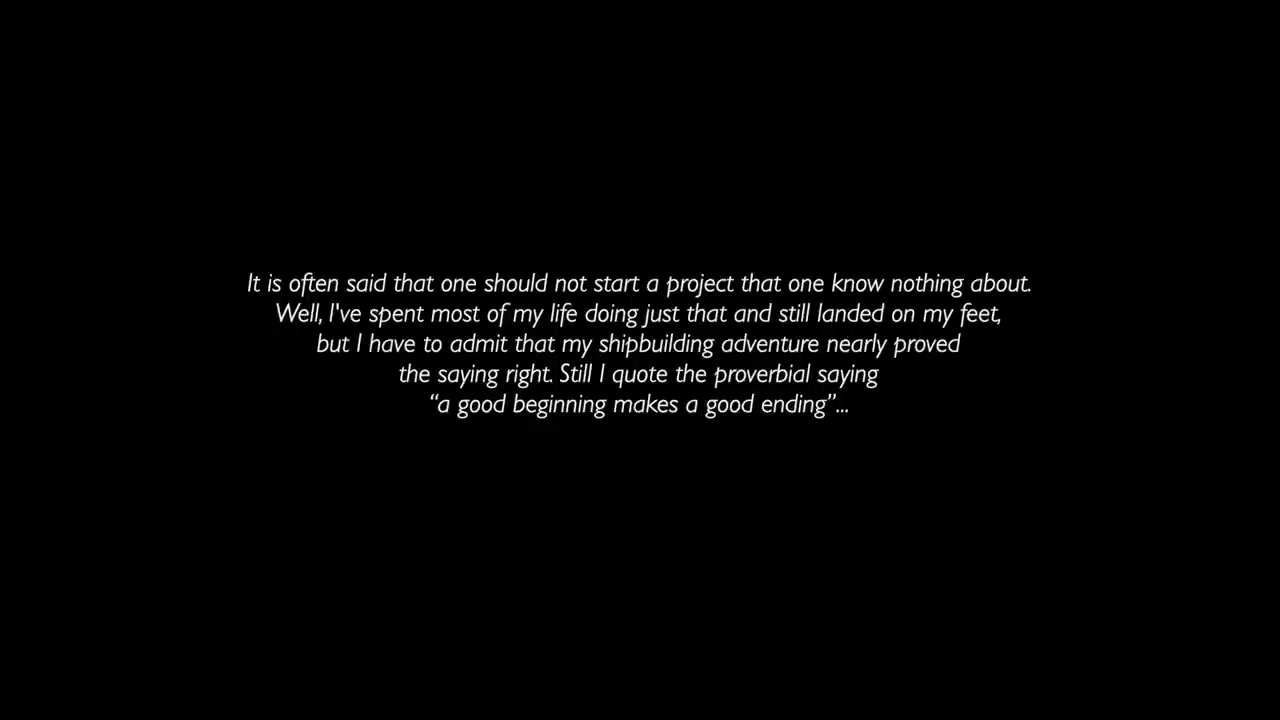 It is often said that one should not start a project that one know nothing about.
Well, I've spent most of my life doing just that and still landed on my feet,
but I have to admit that my shipbuilding adventure nearly proved
the saying right. Still I quote the proverbial saying
“a good beginning makes a good ending”...